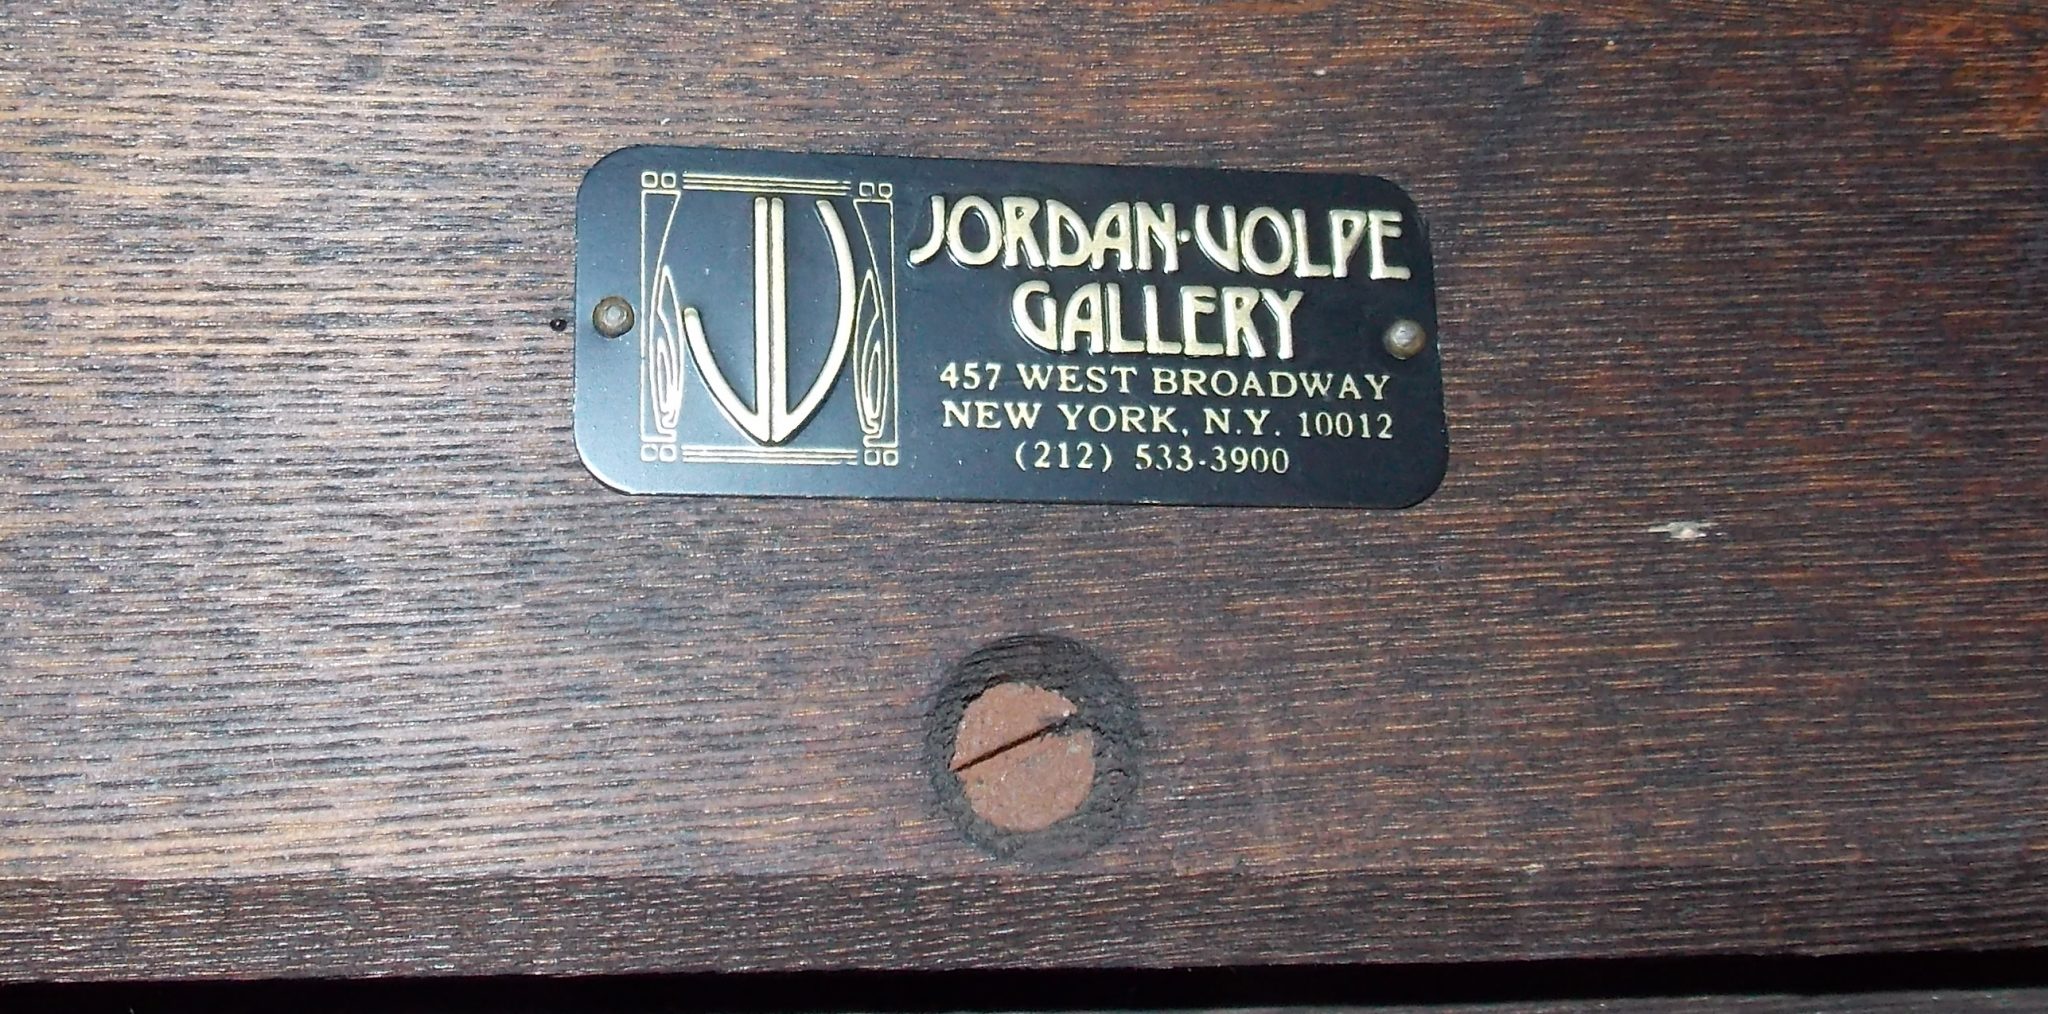 JORDAN·VOLPE
GALLERY
457 WEST BROADWAY
NEW YORK, N.Y. 10012
(212) 533-3900